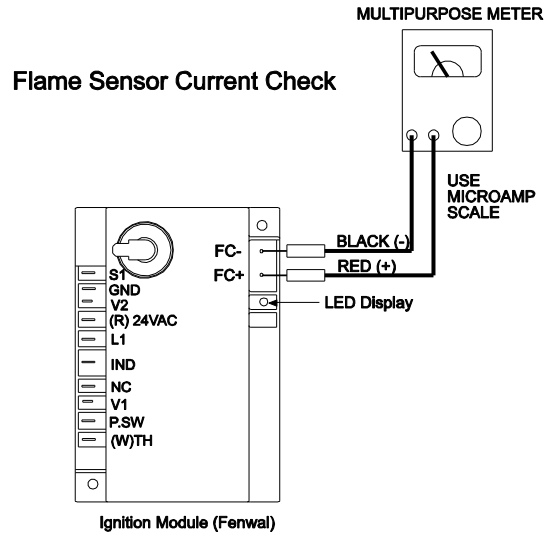 MULTIPURPOSE METER
Flame Sensor Current Check
USE
MICROAMP
SCALE
BLACK (-)
FC-
RED (+)
FC+
LED Display
S1
GND
V2
(R) 24VAC
L1
IND
NC
V1
P.SW
(W)TH
Ignition Module (Fenwal)